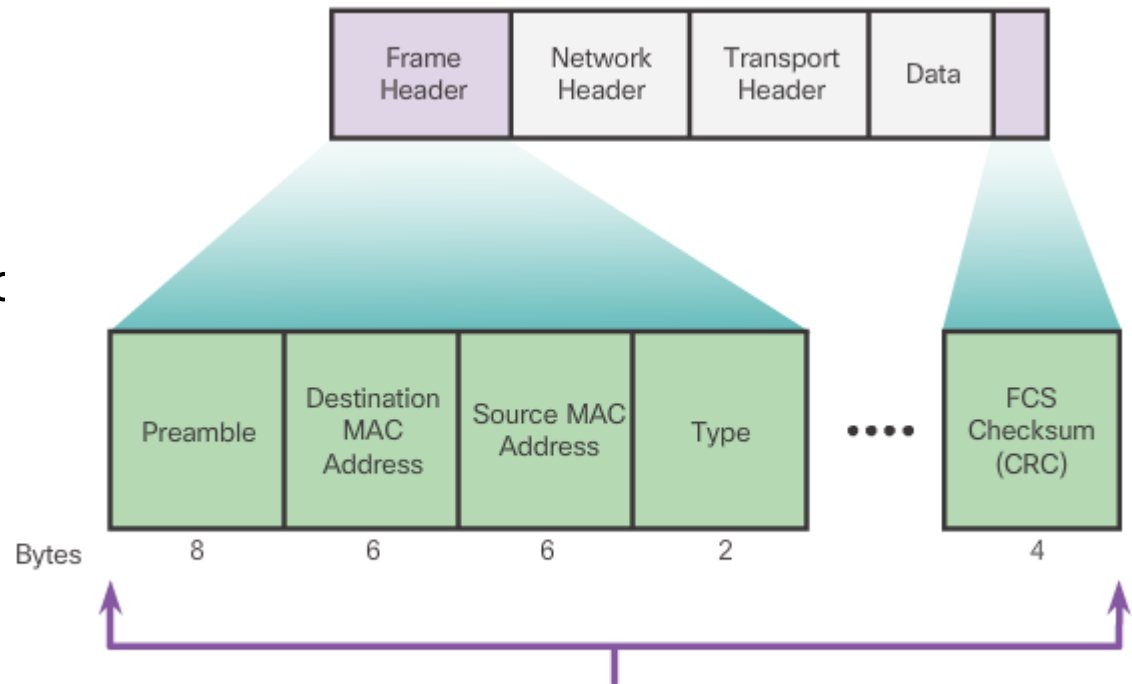 Frame
Header
Network
Header
Transport
Header
Data
Preamble
Destination
MAC
Address
Source MAC
Address
Type
••••
FCS
Checksum
(CRC)
Bytes
8
6
6
2
4